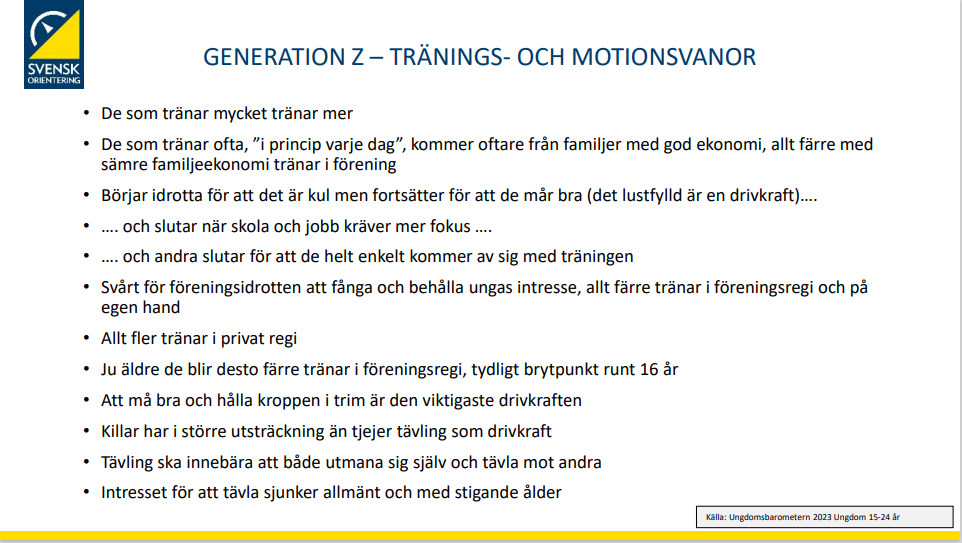 SVENSK
ORIENTERING
GENERATION Z – TRÄNINGS- OCH MOTIONSVANOR
• De som tränar mycket tränar mer
• De som tränar ofta, ”i princip varje dag”, kommer oftare från familjer med god ekonomi, allt färre med
sämre familjeekonomi tränar i förening
• Börjar idrotta för att det är kul men fortsätter för att de mår bra (det lustfylld är en drivkraft)….
• …. och slutar när skola och jobb kräver mer fokus ….
• …. och andra slutar för att de helt enkelt kommer av sig med träningen
• Svårt för föreningsidrotten att fånga och behålla ungas intresse, allt färre tränar i föreningsregi och på
egen hand
• Allt fler tränar i privat regi
• Ju äldre de blir desto färre tränar i föreningsregi, tydligt brytpunkt runt 16 år
• Att må bra och hålla kroppen i trim är den viktigaste drivkraften
• Killar har i större utsträckning än tjejer tävling som drivkraft
• Tävling ska innebära att både utmana sig själv och tävla mot andra
• Intresset för att tävla sjunker allmänt och med stigande ålder
Källa: Ungdomsbarometern 2023 Ungdom 15-24 år